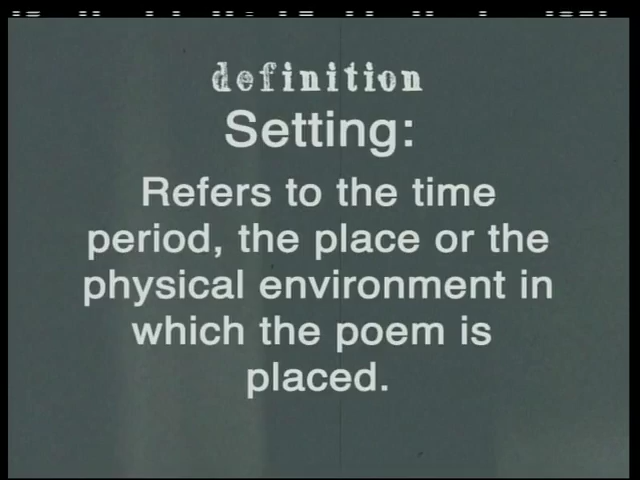 definition
Setting:
Refers to the time
period, the place or the
physical environment in
which the poem is
placed.